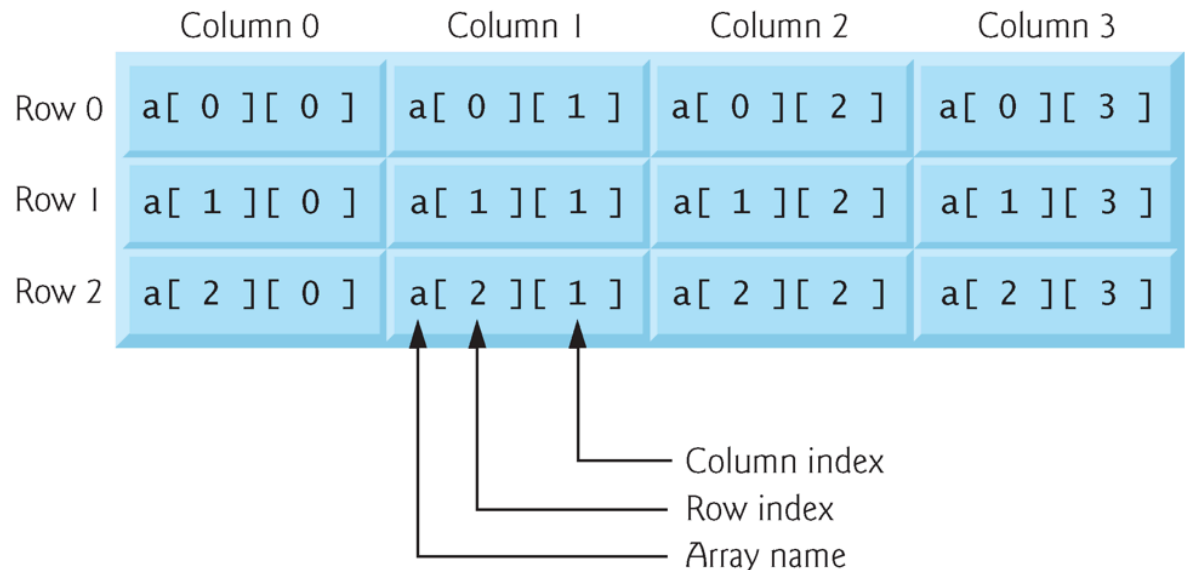 Column 0 Column 1 Column 2 Column 3
Row 0 a[ 0 ][ 0 ] a[ 0 ][ 1 ] a[ 0 ][ 2 ] a[ 0 ][ 3 ]
Row 1 a[ 1 ][ 0 ] a[ 1 ][ 1 ] a[ 1 ][ 2 ] a[ 1 ][ 3 ]
Row 2 a[ 2 ][ 0 ] a[ 2 ][ 1 ] a[ 2 ][ 2 ] a[ 2 ][ 3 ]
Column index
Row index
Array name